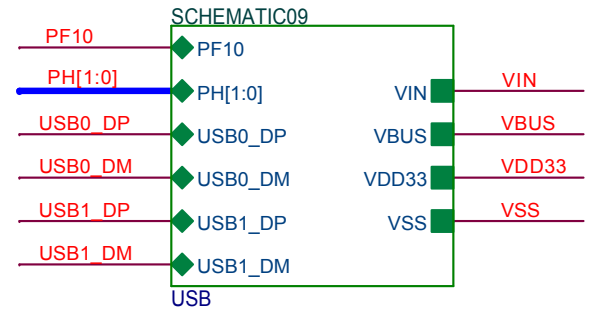 SCHEMATIC09
PF10
PF10
PH[1:0]
PH[1:0]
VIN
VIN
USB0_DP
USB0_DP
VBUS
VBUS
USB0_DM
USB0_DM
VDD33
VDD33
USB1_DP
USB1_DP
VSS
VSS
USB1_DM
USB1_DM
USB